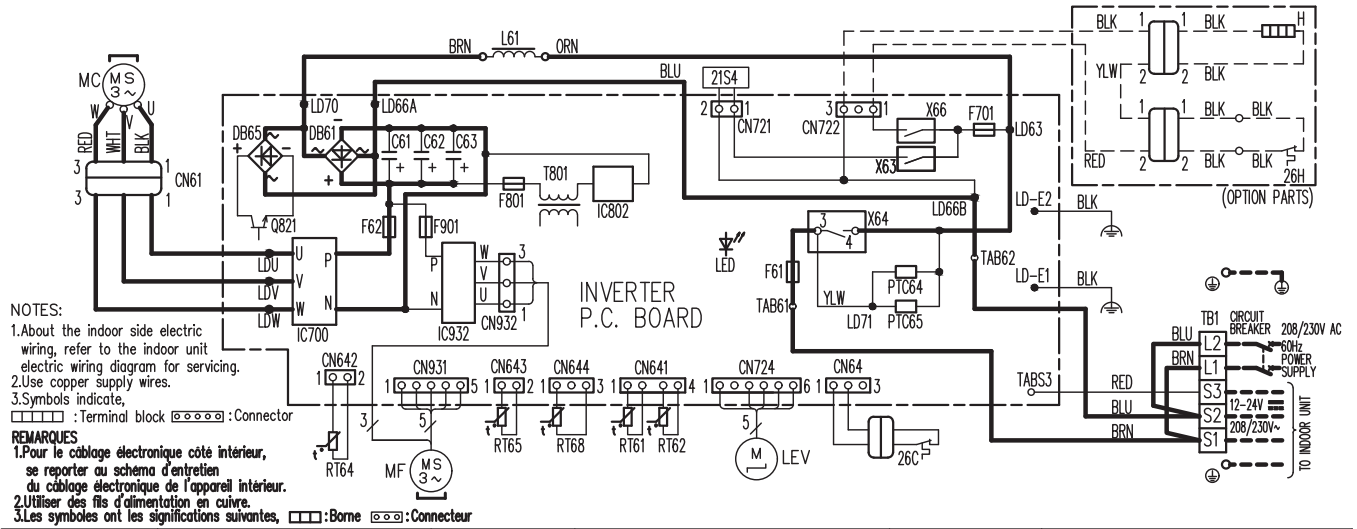 BRN
L61
ORN
BLU
21S4
2 1
CN721
3 1
CN722
X66
X63
F701
LD63
BLK
1 1
BLK
H
YLW
2 2
BLK
1 1
BLK
BLK
RED
2 2
BLK
BLK
26H
(OPTION PARTS)
MC
MS
3~
W
V
U
RED
WHT
BLK
3 1
CN61
3 1
LD70
LD66A
DB65
DB61
C61
C62
C63
+
-
~
~
-
~
~
+
+
+
+
Q821
F62
F901
F801
T801
IC802
LDU
LDV
LDW
U
V
W
P
N
IC700
P
N
W
V
U
IC932
3
1
CN932
LED
INVERTER
P.C. BOARD
3
4
X64
F61
TAB61
YLW
LD71
PTC64
PTC65
LD66B
TAB62
LD-E2
BLK
LD-E1
BLK
TB1
CIRCUIT
BREAKER
208/230V AC
60Hz
POWER
SUPPLY
BLU
L2
BRN
L1
TABS3
RED
S3
12-24V
BLU
S2
208/230V~
BRN
S1
TO INDOOR UNIT
CN642
1 2
t°
RT64
3
CN931
1 5
5
MF
MS
3~
CN643
1 2
t°
RT65
CN644
1 3
t°
RT68
CN641
1 4
t°
RT61
t°
RT62
CN724
1 6
5
M
LEV
CN64
1 3
26C
NOTES:
1.About the indoor side electric
wiring, refer to the indoor unit
electric wiring diagram for servicing.
2.Use copper supply wires.
3.Symbols indicate,
: Terminal block : Connector
REMARQUES
1.Pour le câblage électronique côté intérieur,
se reporter au schéma d'entretien
du câblage électronique de l'appareil intérieur.
2.Utiliser des fils d'alimentation en cuivre.
3.Les symboles ont les significations suivantes, : Borne : Connecteur